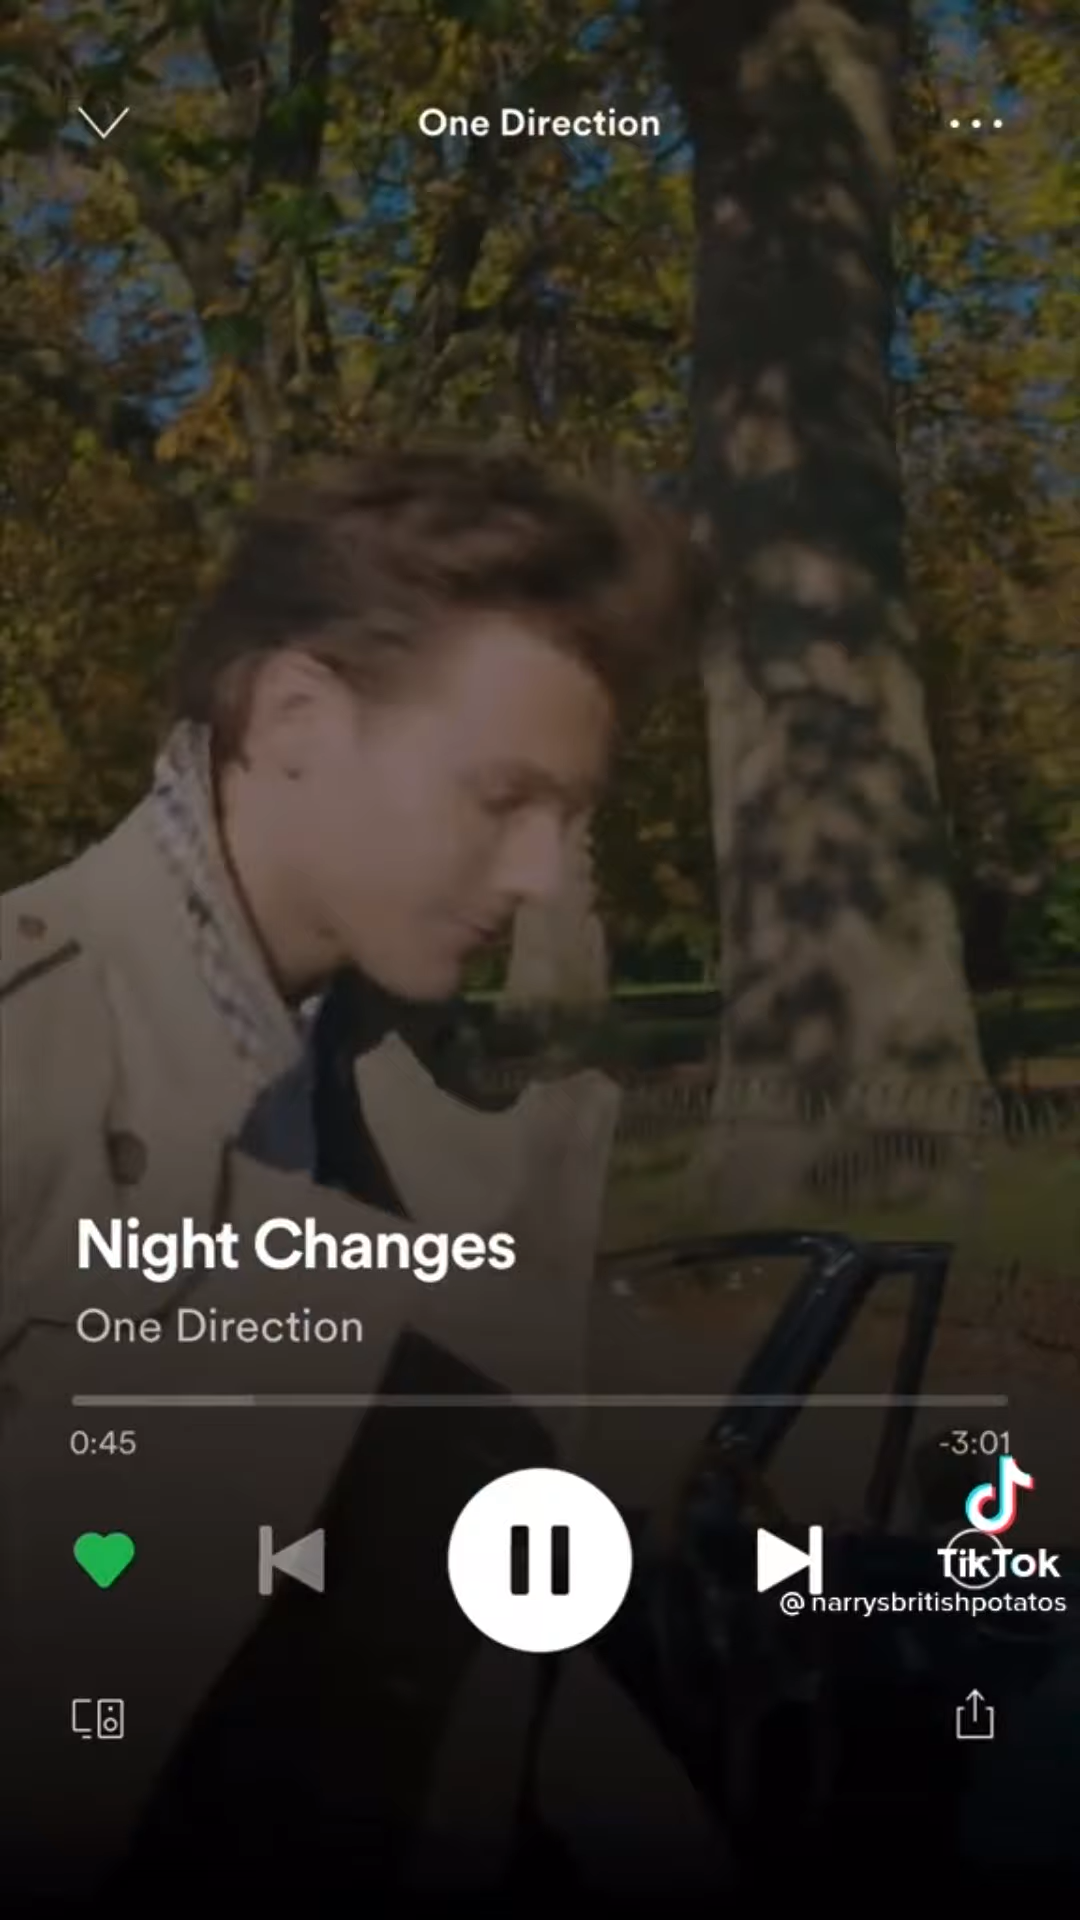 One Direction
Night Changes
One Direction
0:45
-3:01
TikTok
@narrysbritishpotatos